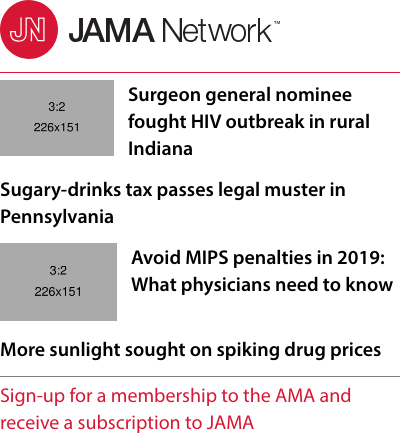 JN JAMA Network™
3:2
226x151
Surgeon general nominee
fought HIV outbreak in rural
Indiana
Sugary-drinks tax passes legal muster in
Pennsylvania
3:2
226x151
Avoid MIPS penalties in 2019:
What physicians need to know
More sunlight sought on spiking drug prices
Sign-up for a membership to the AMA and
receive a subscription to JAMA